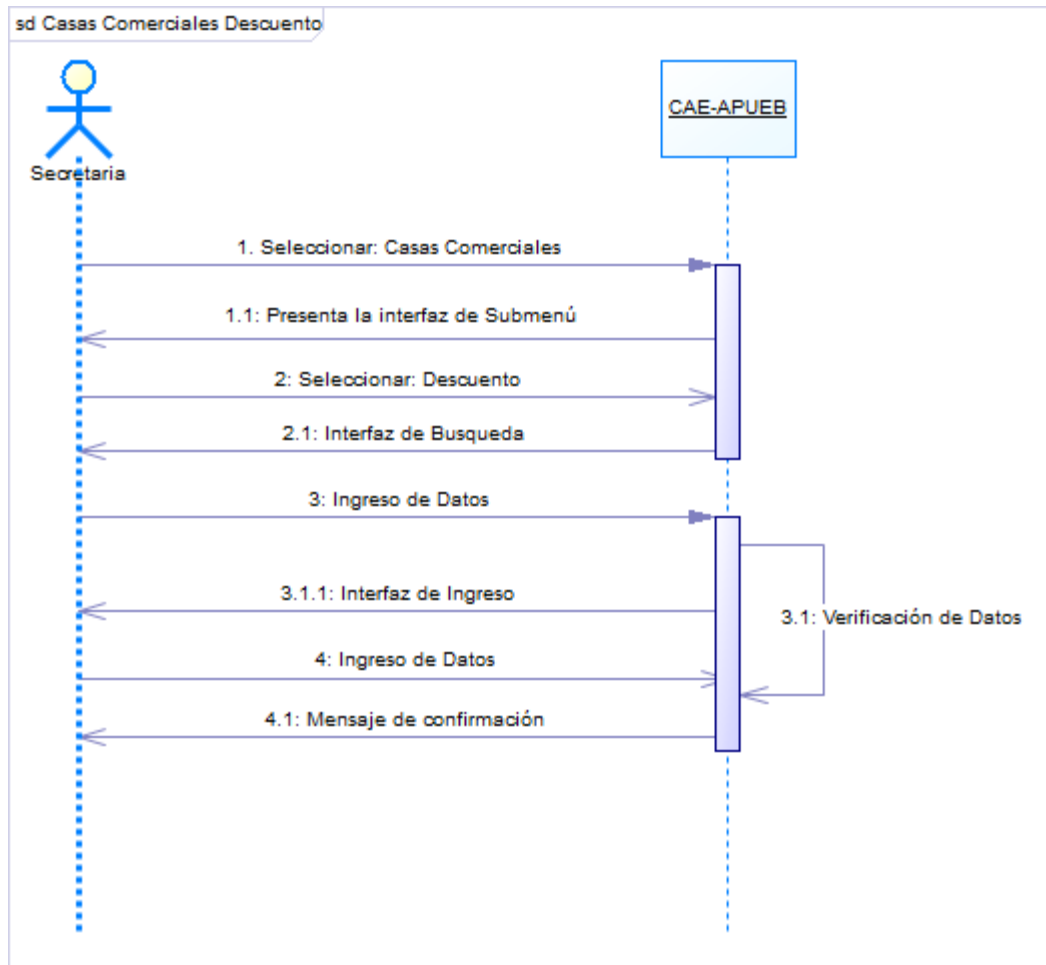 sd Casas Comerciales Descuento
CAE-APUEB
Secretaria
1. Seleccionar: Casas Comerciales
1.1: Presenta la interfaz de Submenú
2: Seleccionar: Descuento
2.1: Interfaz de Busqueda
3: Ingreso de Datos
3.1.1: Interfaz de Ingreso
3.1: Verificación de Datos
4: Ingreso de Datos
4.1: Mensaje de confirmación